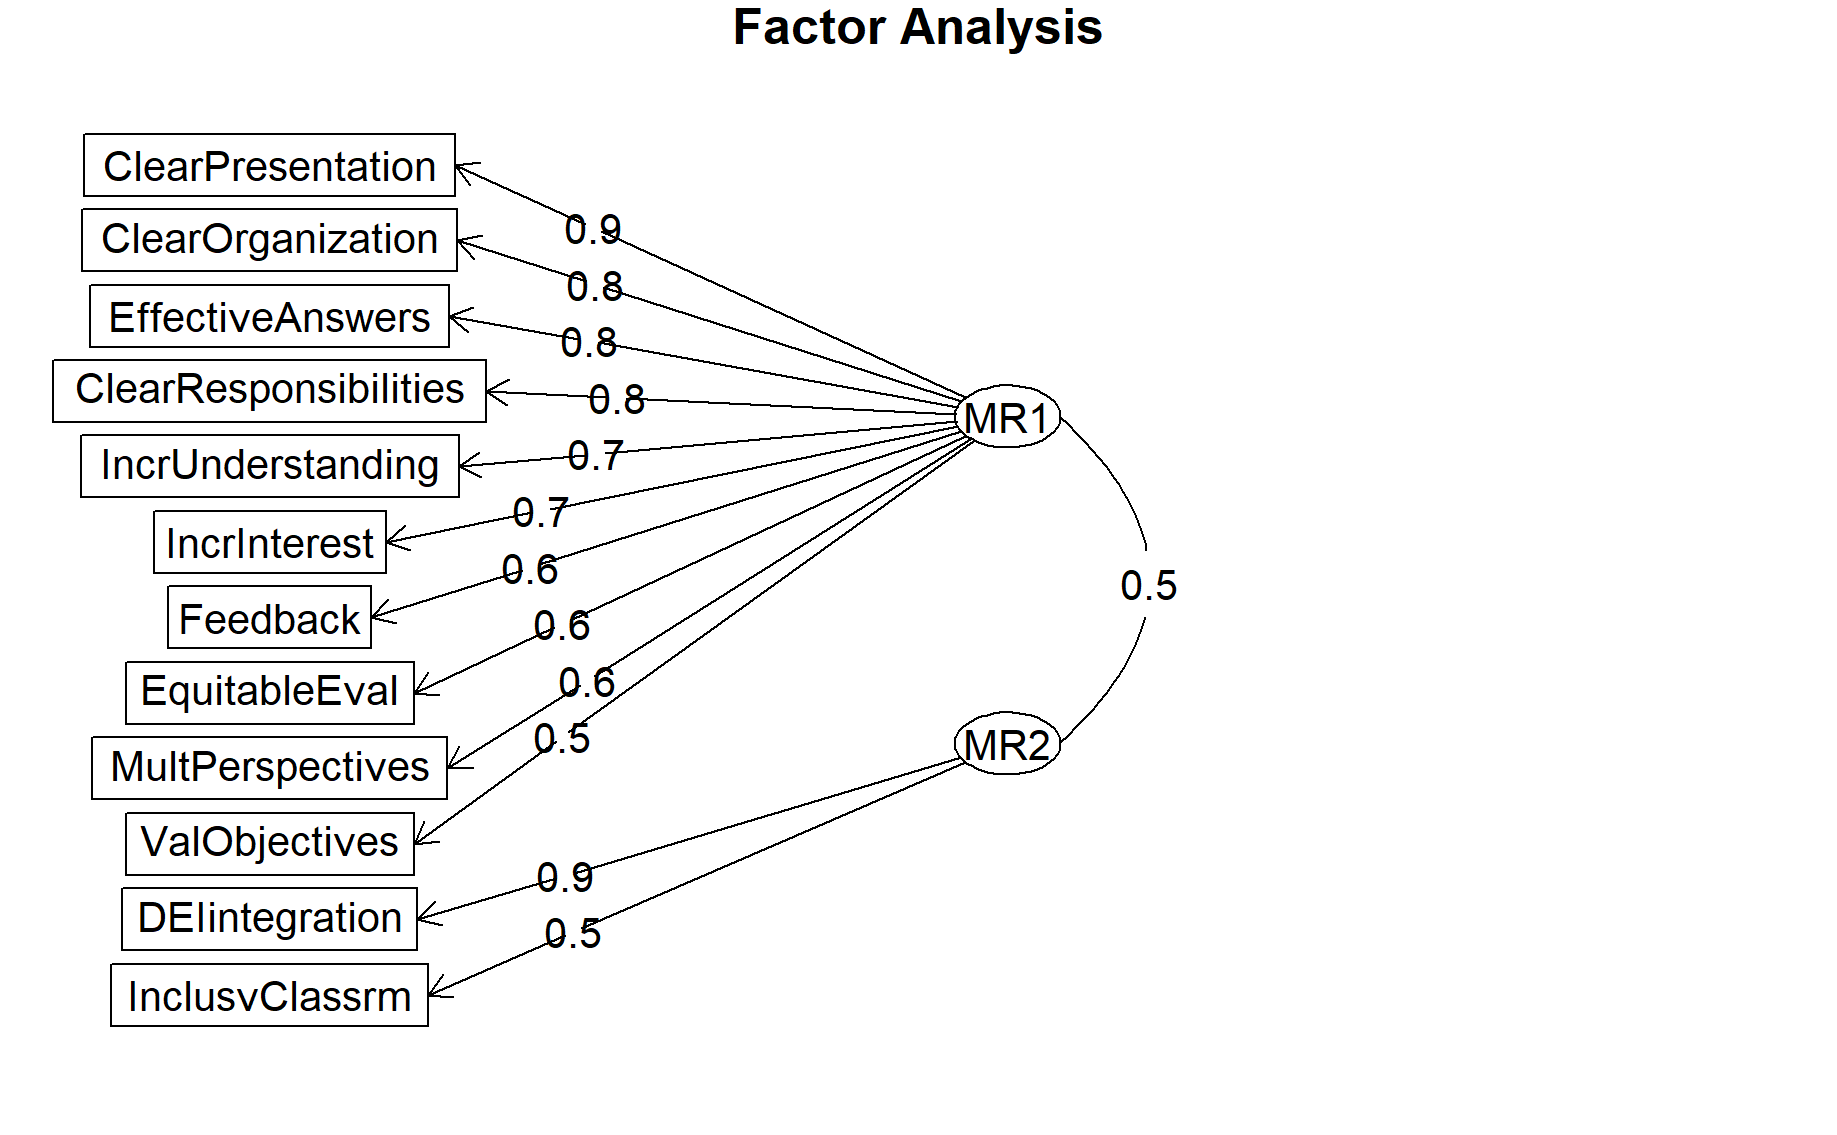 Factor Analysis
ClearPresentation
0.9
ClearOrganization
0.8
EffectiveAnswers
0.8
ClearResponsibilities
0.8
MR1
IncrUnderstanding
0.7
IncrInterest
0.7
Feedback
0.6
0.5
EquitableEval
0.6
MultPerspectives
0.6
MR2
ValObjectives
0.5
DEIintegration
0.9
InclusvClassrm
0.5